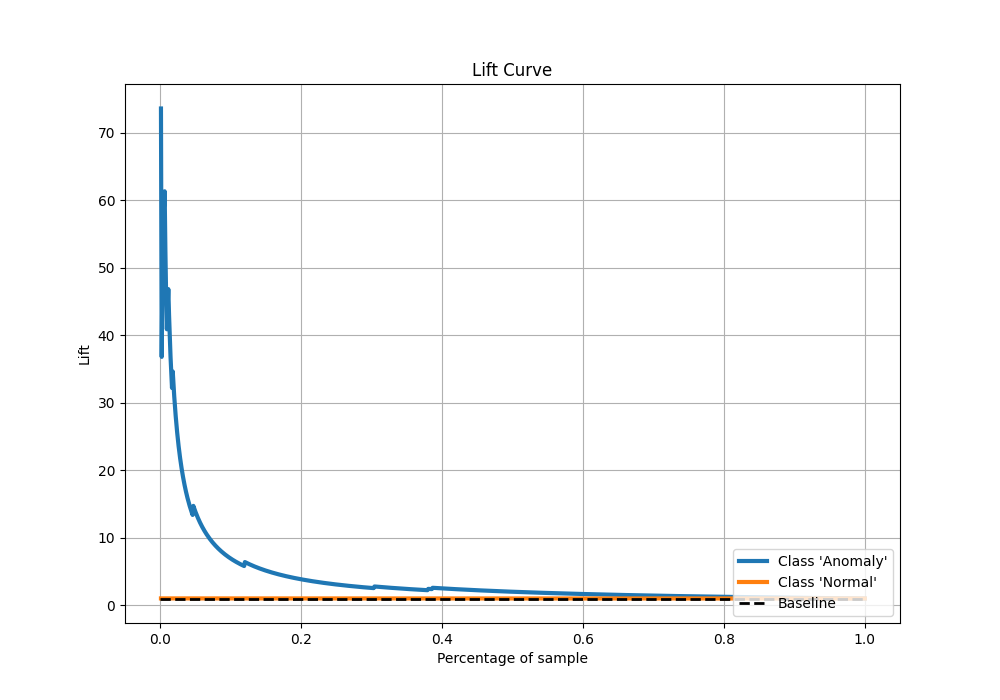 Lift Curve
70
60
50
40
30
20
10
0
Lift
0.0 0.2 0.4 0.6 0.8 1.0
Percentage of sample
Class 'Anomaly'
Class 'Normal'
Baseline